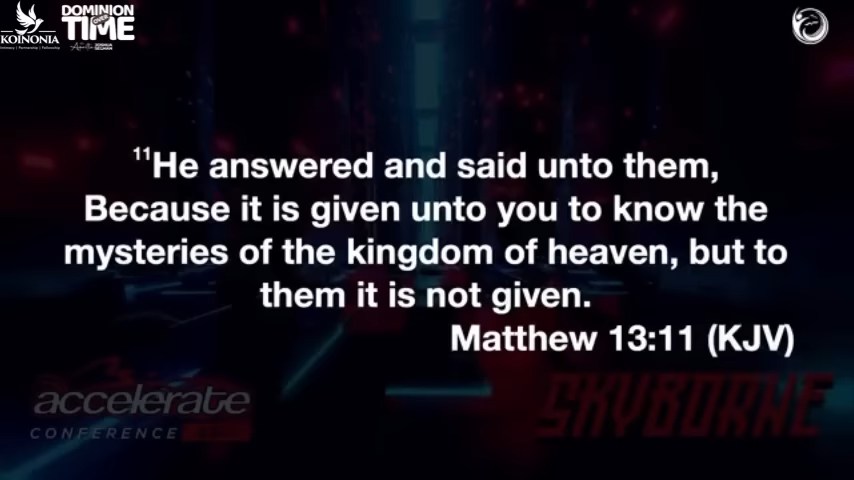 DOMINION
OVER
TIME
KOINONIA
11He answered and said unto them,
Because it is given unto you to know the
mysteries of the kingdom of heaven, but to
them it is not given.
Matthew 13:11 (KJV)
accelerate
CONFERENCE
SKYBORNE